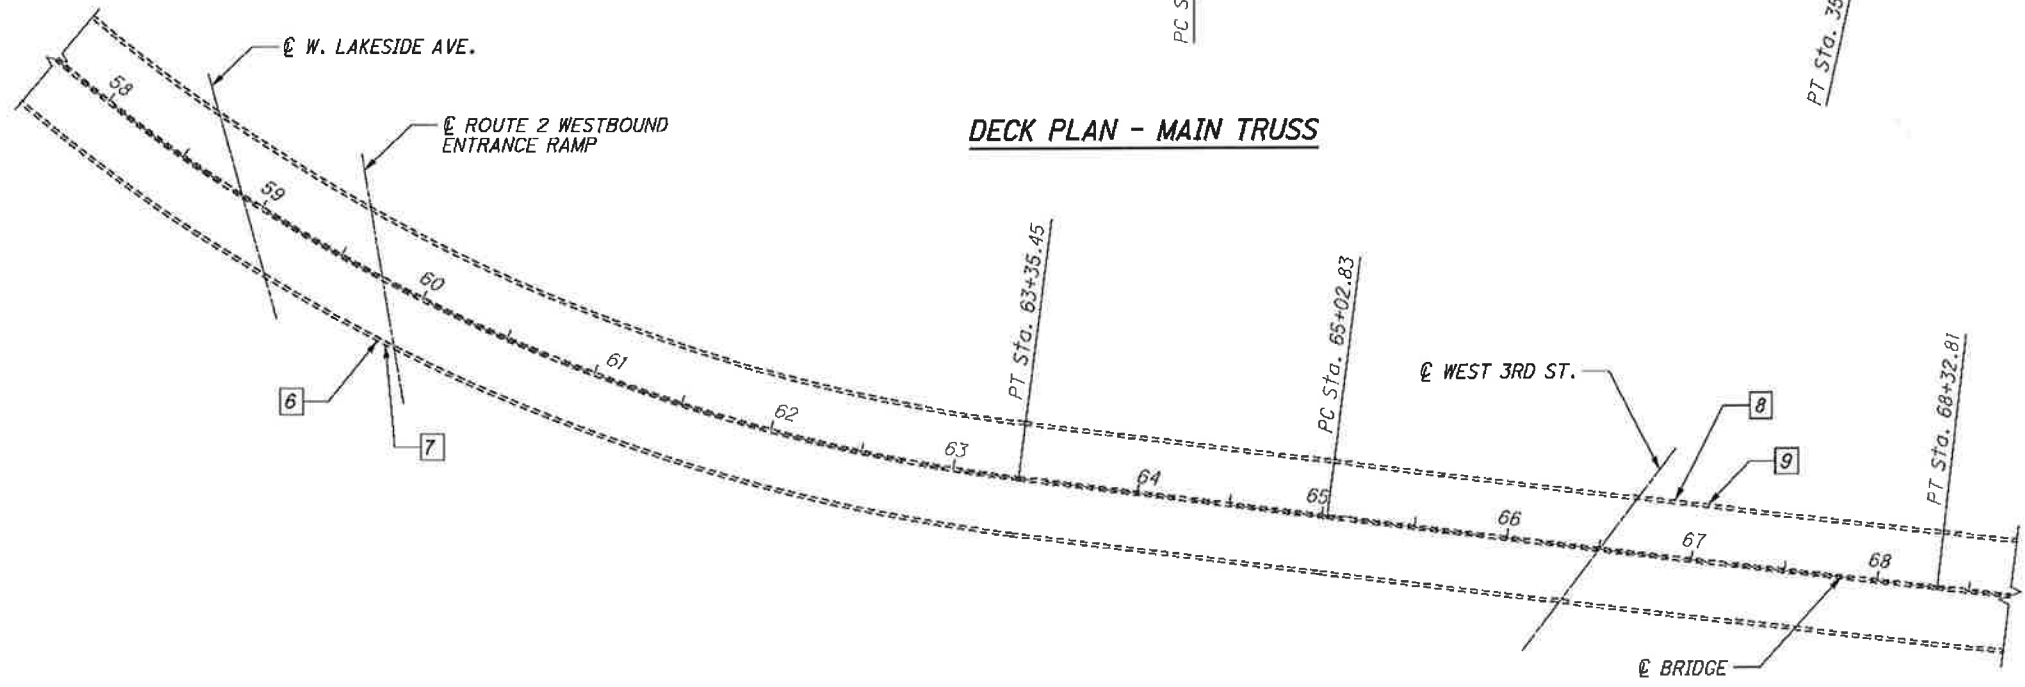 PC S
PT Sta. 35
℄ W. LAKESIDE AVE.
58
℄ ROUTE 2 WESTBOUND
ENTRANCE RAMP
DECK PLAN - MAIN TRUSS
59
60
PT Sta. 63+35.45
PC Sta. 65+02.83
61
℄ WEST 3RD ST.
PT Sta. 68+32.81
6
7
62
8
63
9
64
65
66
67
68
℄ BRIDGE